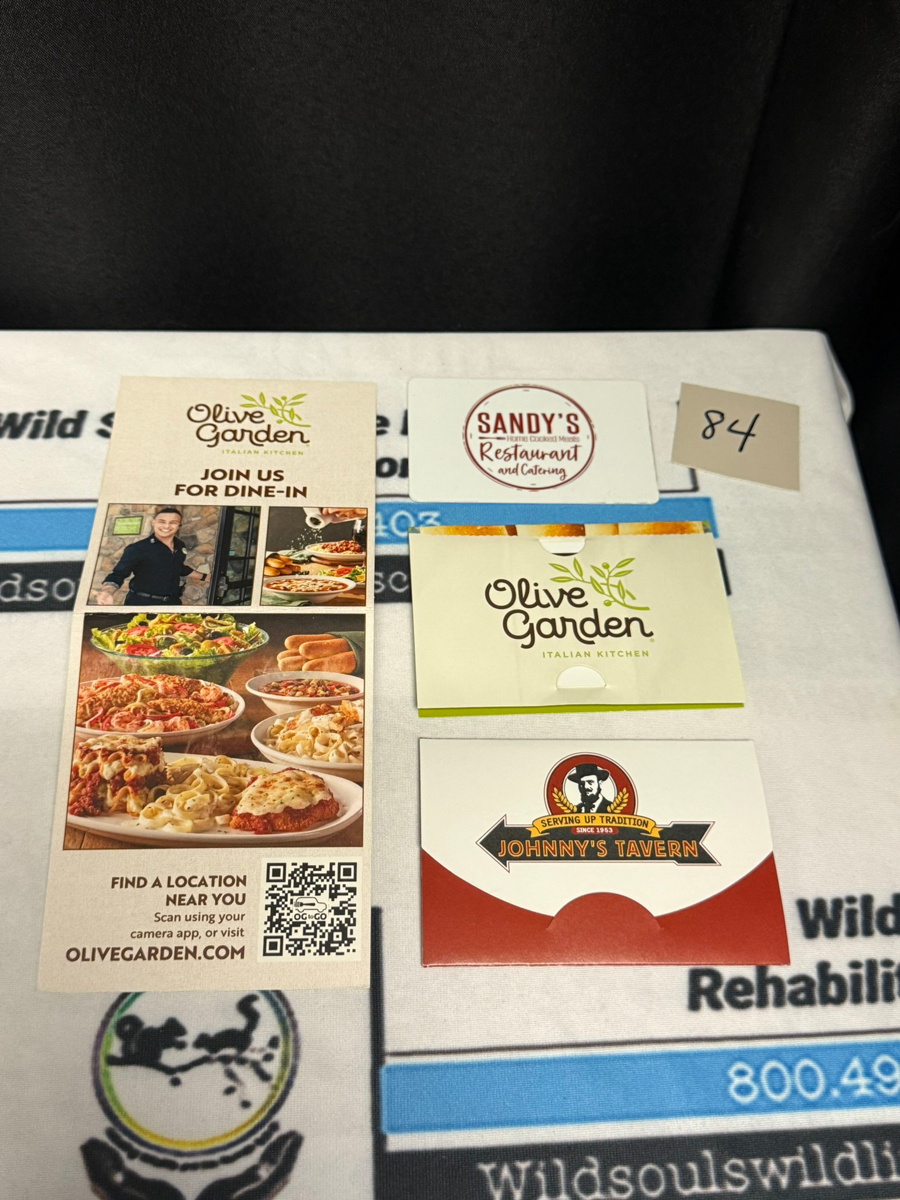 Wild
403
Olive
Garden
ITALIAN KITCHEN
JOIN US
FOR DINE-IN
FIND A LOCATION
NEAR YOU
Scan using your
camera app, or visit
OLIVEGARDEN.COM
OG to GO
SANDY'S
Home Cooked Meals
Restaurant
and Catering
84
Olive
Garden
ITALIAN KITCHEN
SERVING UP TRADITION
SINCE 1953
JOHNNY'S TAVERN
Wild
Rehabilit
800.49
Wildsoulswildli